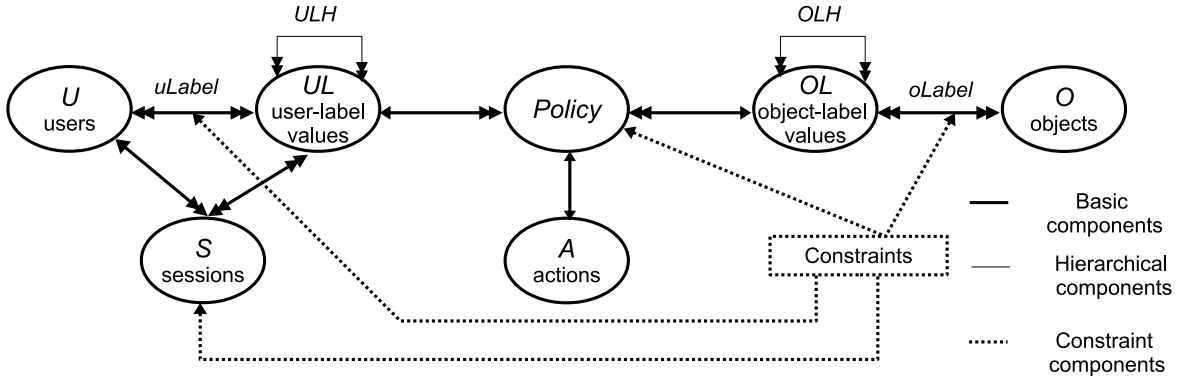 ULH
OLH
U
users
uLabel
UL
user-label
values
Policy
OL
object-label
values
oLabel
O
objects
S
sessions
A
actions
Constraints
Basic
components
Hierarchical
components
Constraint
components